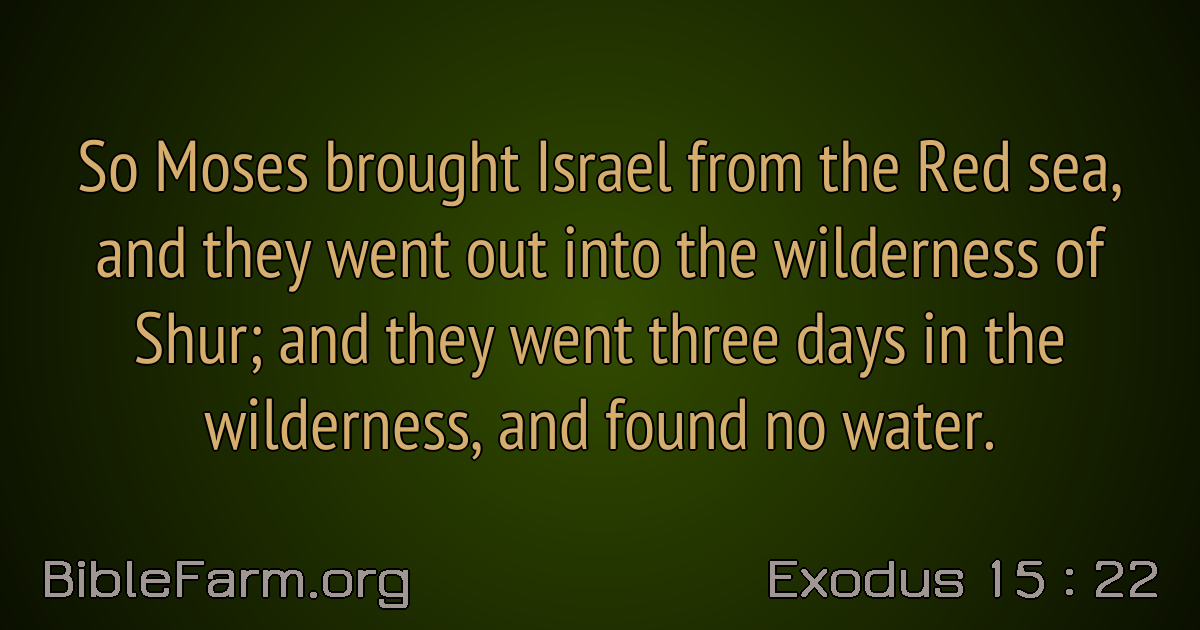 So Moses brought Israel from the Red sea,
and they went out into the wilderness of
Shur; and they went three days in the
wilderness, and found no water.
BibleFarm.org
Exodus 15 : 22